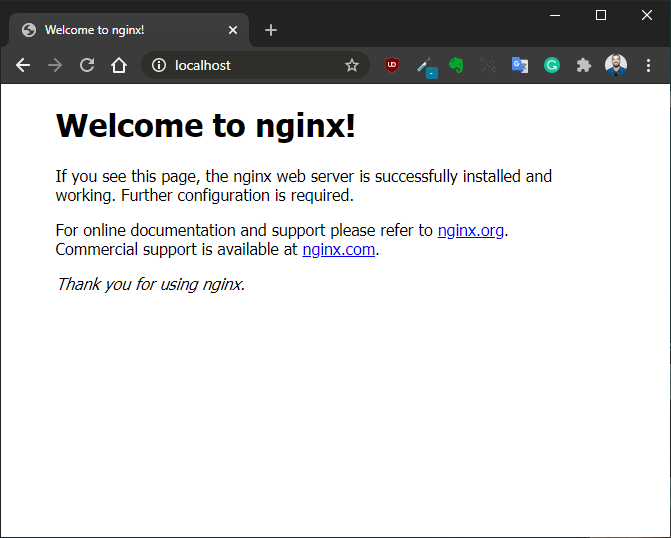 Welcome to nginx!
localhost
Welcome to nginx!
If you see this page, the nginx web server is successfully installed and
working. Further configuration is required.
For online documentation and support please refer to nginx.org.
Commercial support is available at nginx.com.
Thank you for using nginx.